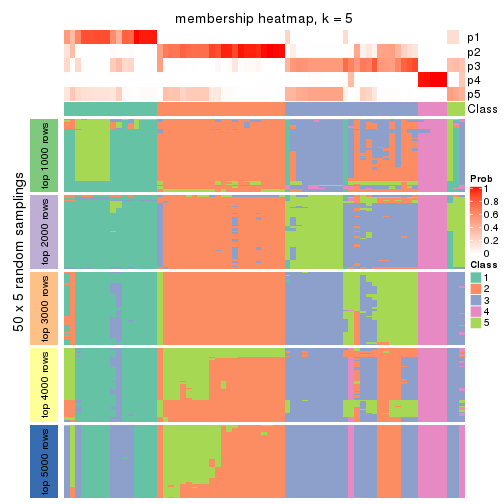 membership heatmap, k = 5
p1
p2
p3
p4
p5
Class
50 x 5 random samplings
top 1000 rows
top 2000 rows
top 3000 rows
top 4000 rows
top 5000 rows
Prob
1
0.8
0.6
0.4
0.2
0
Class
1
2
3
4
5